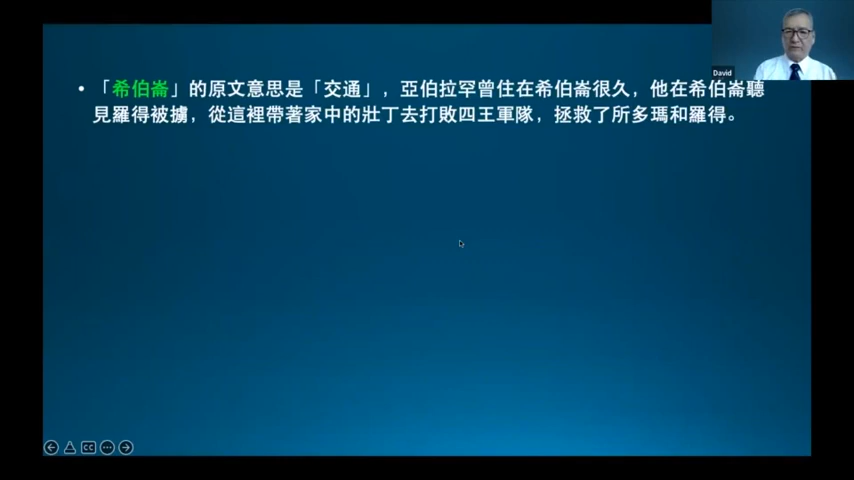 David
• 「希伯崙」的原文意思是「交通」，亞伯拉罕曾住在希伯崙很久，他在希伯崙聽
見羅得被擄，從這裡帶著家中的壯丁去打敗四王軍隊，拯救了所多瑪和羅得。
CC